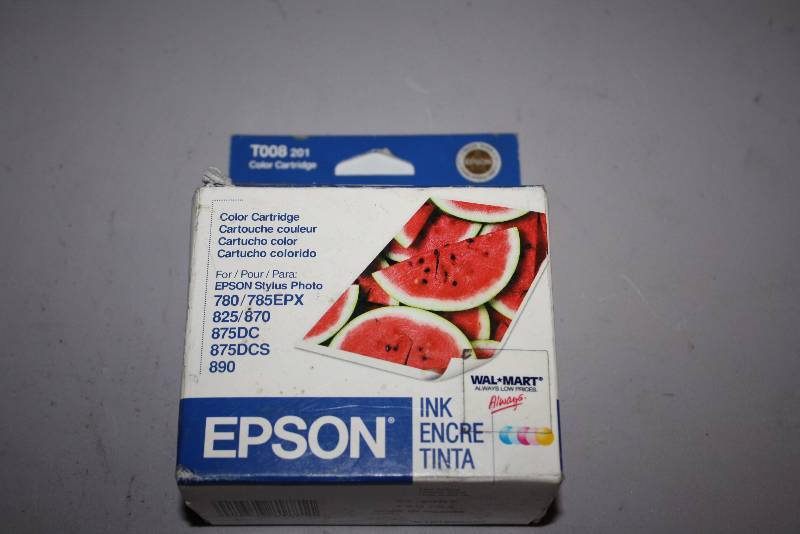 T008 201
Color Cartridge
EPSON
Color Cartridge
Cartouche couleur
Cartucho color
Cartucho colorido
For / Pour / Para:
EPSON Stylus Photo
780/785EPX
825/870
875DC
875DCS
890
WAL★MART®
ALWAYS LOW PRICES.
Always.
EPSON®
INK
ENCRE
TINTA